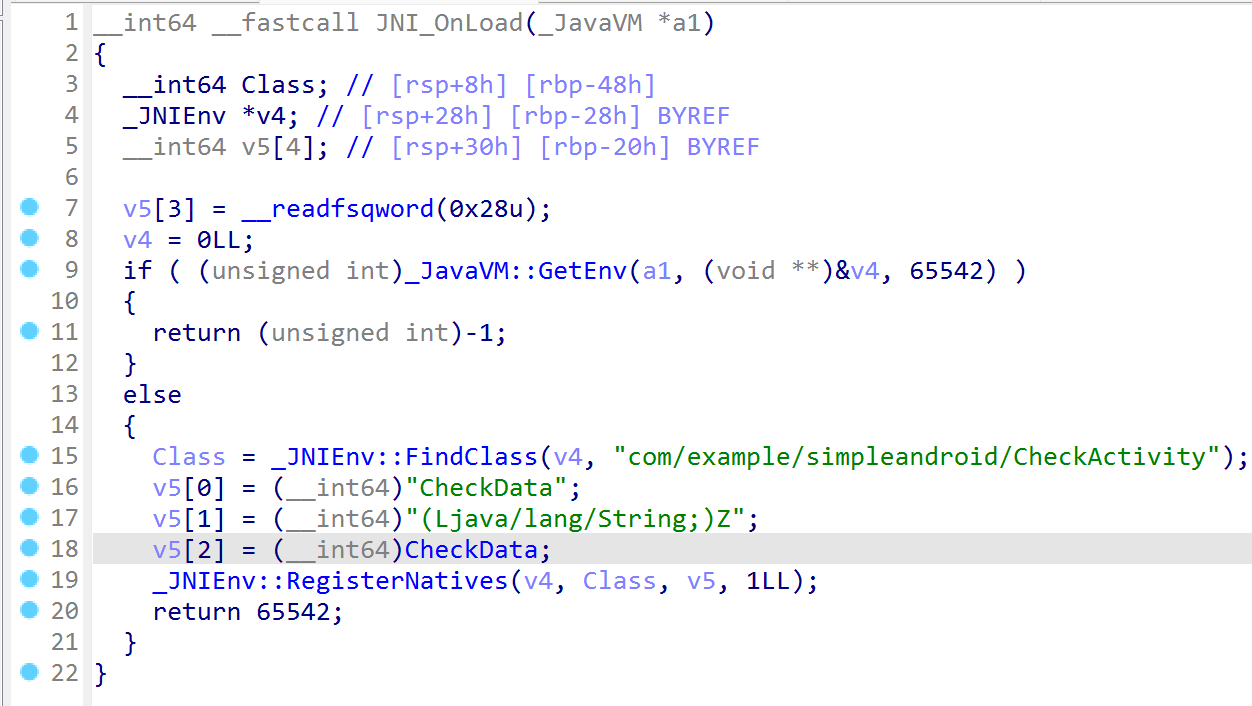 1 __int64 __fastcall JNI_OnLoad(_JavaVM *a1)
2 {
3   __int64 Class; // [rsp+8h] [rbp-48h]
4   _JNIEnv *v4; // [rsp+28h] [rbp-28h] BYREF
5   __int64 v5[4]; // [rsp+30h] [rbp-20h] BYREF
6
7   v5[3] = __readfsqword(0x28u);
8   v4 = 0LL;
9   if ( (unsigned int)_JavaVM::GetEnv(a1, (void **)&v4, 65542) )
10   {
11     return (unsigned int)-1;
12   }
13   else
14   {
15     Class = _JNIEnv::FindClass(v4, "com/example/simpleandroid/CheckActivity");
16     v5[0] = (__int64)"CheckData";
17     v5[1] = (__int64)"(Ljava/lang/String;)Z";
18     v5[2] = (__int64)CheckData;
19     _JNIEnv::RegisterNatives(v4, Class, v5, 1LL);
20     return 65542;
21   }
22 }